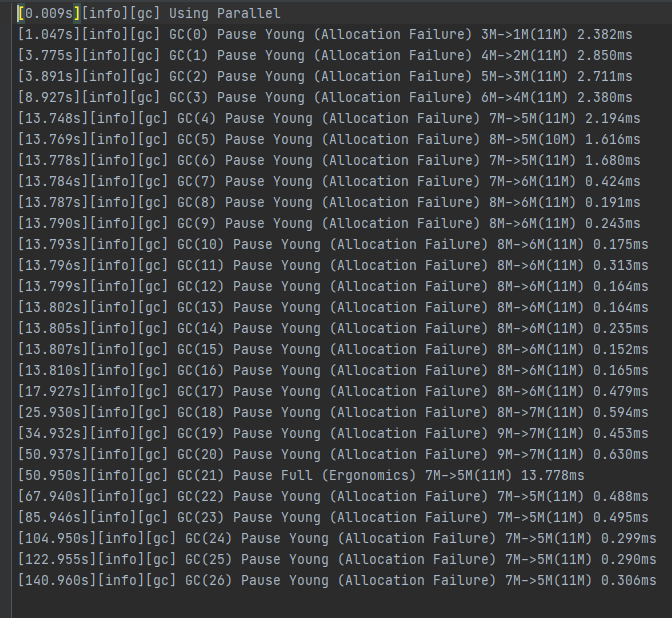 [0.009s][info][gc] Using Parallel
[1.047s][info][gc] GC(0) Pause Young (Allocation Failure) 3M->1M(11M) 2.382ms
[3.775s][info][gc] GC(1) Pause Young (Allocation Failure) 4M->2M(11M) 2.850ms
[3.891s][info][gc] GC(2) Pause Young (Allocation Failure) 5M->3M(11M) 2.711ms
[8.927s][info][gc] GC(3) Pause Young (Allocation Failure) 6M->4M(11M) 2.380ms
[13.748s][info][gc] GC(4) Pause Young (Allocation Failure) 7M->5M(11M) 2.194ms
[13.769s][info][gc] GC(5) Pause Young (Allocation Failure) 8M->5M(10M) 1.616ms
[13.778s][info][gc] GC(6) Pause Young (Allocation Failure) 7M->5M(11M) 1.680ms
[13.784s][info][gc] GC(7) Pause Young (Allocation Failure) 7M->6M(11M) 0.424ms
[13.787s][info][gc] GC(8) Pause Young (Allocation Failure) 8M->6M(11M) 0.191ms
[13.790s][info][gc] GC(9) Pause Young (Allocation Failure) 8M->6M(11M) 0.243ms
[13.793s][info][gc] GC(10) Pause Young (Allocation Failure) 8M->6M(11M) 0.175ms
[13.796s][info][gc] GC(11) Pause Young (Allocation Failure) 8M->6M(11M) 0.313ms
[13.799s][info][gc] GC(12) Pause Young (Allocation Failure) 8M->6M(11M) 0.164ms
[13.802s][info][gc] GC(13) Pause Young (Allocation Failure) 8M->6M(11M) 0.164ms
[13.805s][info][gc] GC(14) Pause Young (Allocation Failure) 8M->6M(11M) 0.235ms
[13.807s][info][gc] GC(15) Pause Young (Allocation Failure) 8M->6M(11M) 0.152ms
[13.810s][info][gc] GC(16) Pause Young (Allocation Failure) 8M->6M(11M) 0.165ms
[17.927s][info][gc] GC(17) Pause Young (Allocation Failure) 8M->6M(11M) 0.479ms
[25.930s][info][gc] GC(18) Pause Young (Allocation Failure) 8M->7M(11M) 0.594ms
[34.932s][info][gc] GC(19) Pause Young (Allocation Failure) 9M->7M(11M) 0.453ms
[50.937s][info][gc] GC(20) Pause Young (Allocation Failure) 9M->7M(11M) 0.630ms
[50.950s][info][gc] GC(21) Pause Full (Ergonomics) 7M->5M(11M) 13.778ms
[67.940s][info][gc] GC(22) Pause Young (Allocation Failure) 7M->5M(11M) 0.488ms
[85.946s][info][gc] GC(23) Pause Young (Allocation Failure) 7M->5M(11M) 0.495ms
[104.950s][info][gc] GC(24) Pause Young (Allocation Failure) 7M->5M(11M) 0.299ms
[122.955s][info][gc] GC(25) Pause Young (Allocation Failure) 7M->5M(11M) 0.290ms
[140.960s][info][gc] GC(26) Pause Young (Allocation Failure) 7M->5M(11M) 0.306ms